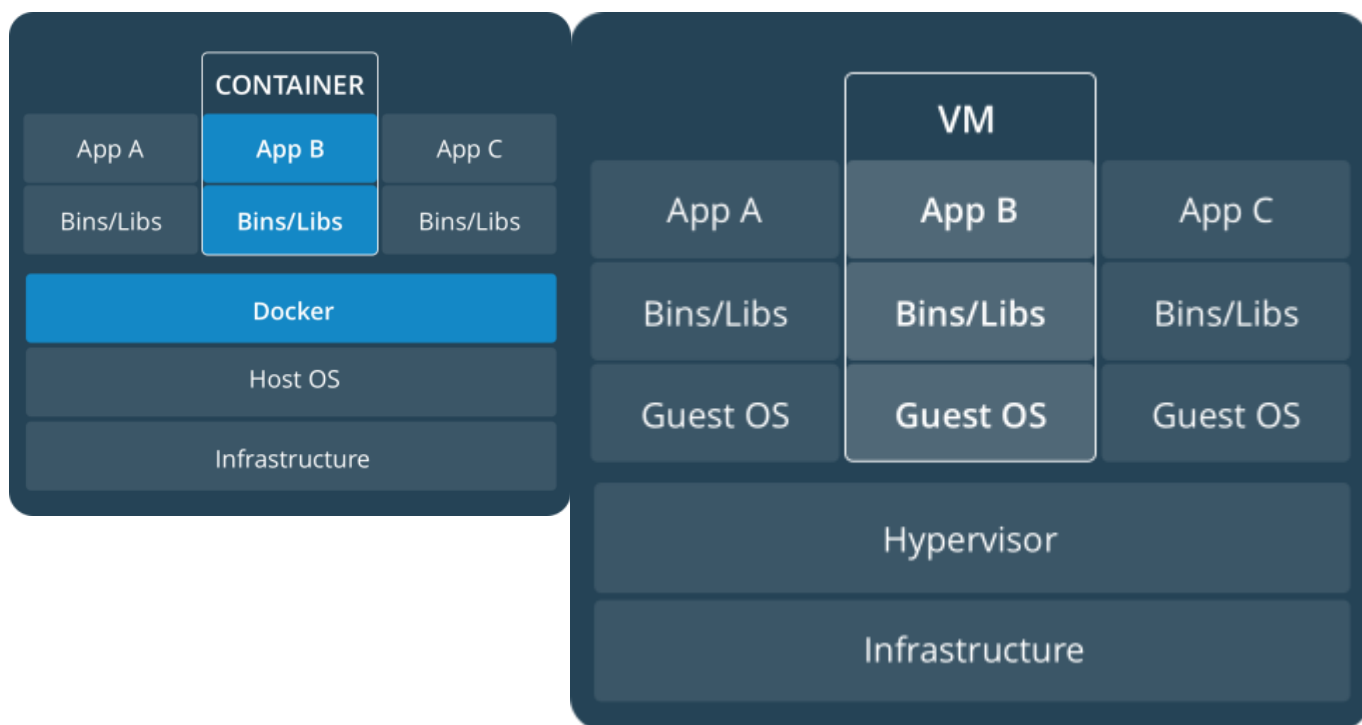 CONTAINER
App A
App B
App C
Bins/Libs
Bins/Libs
Bins/Libs
Docker
Host OS
Infrastructure
VM
App A
App B
App C
Bins/Libs
Bins/Libs
Bins/Libs
Guest OS
Guest OS
Guest OS
Hypervisor
Infrastructure